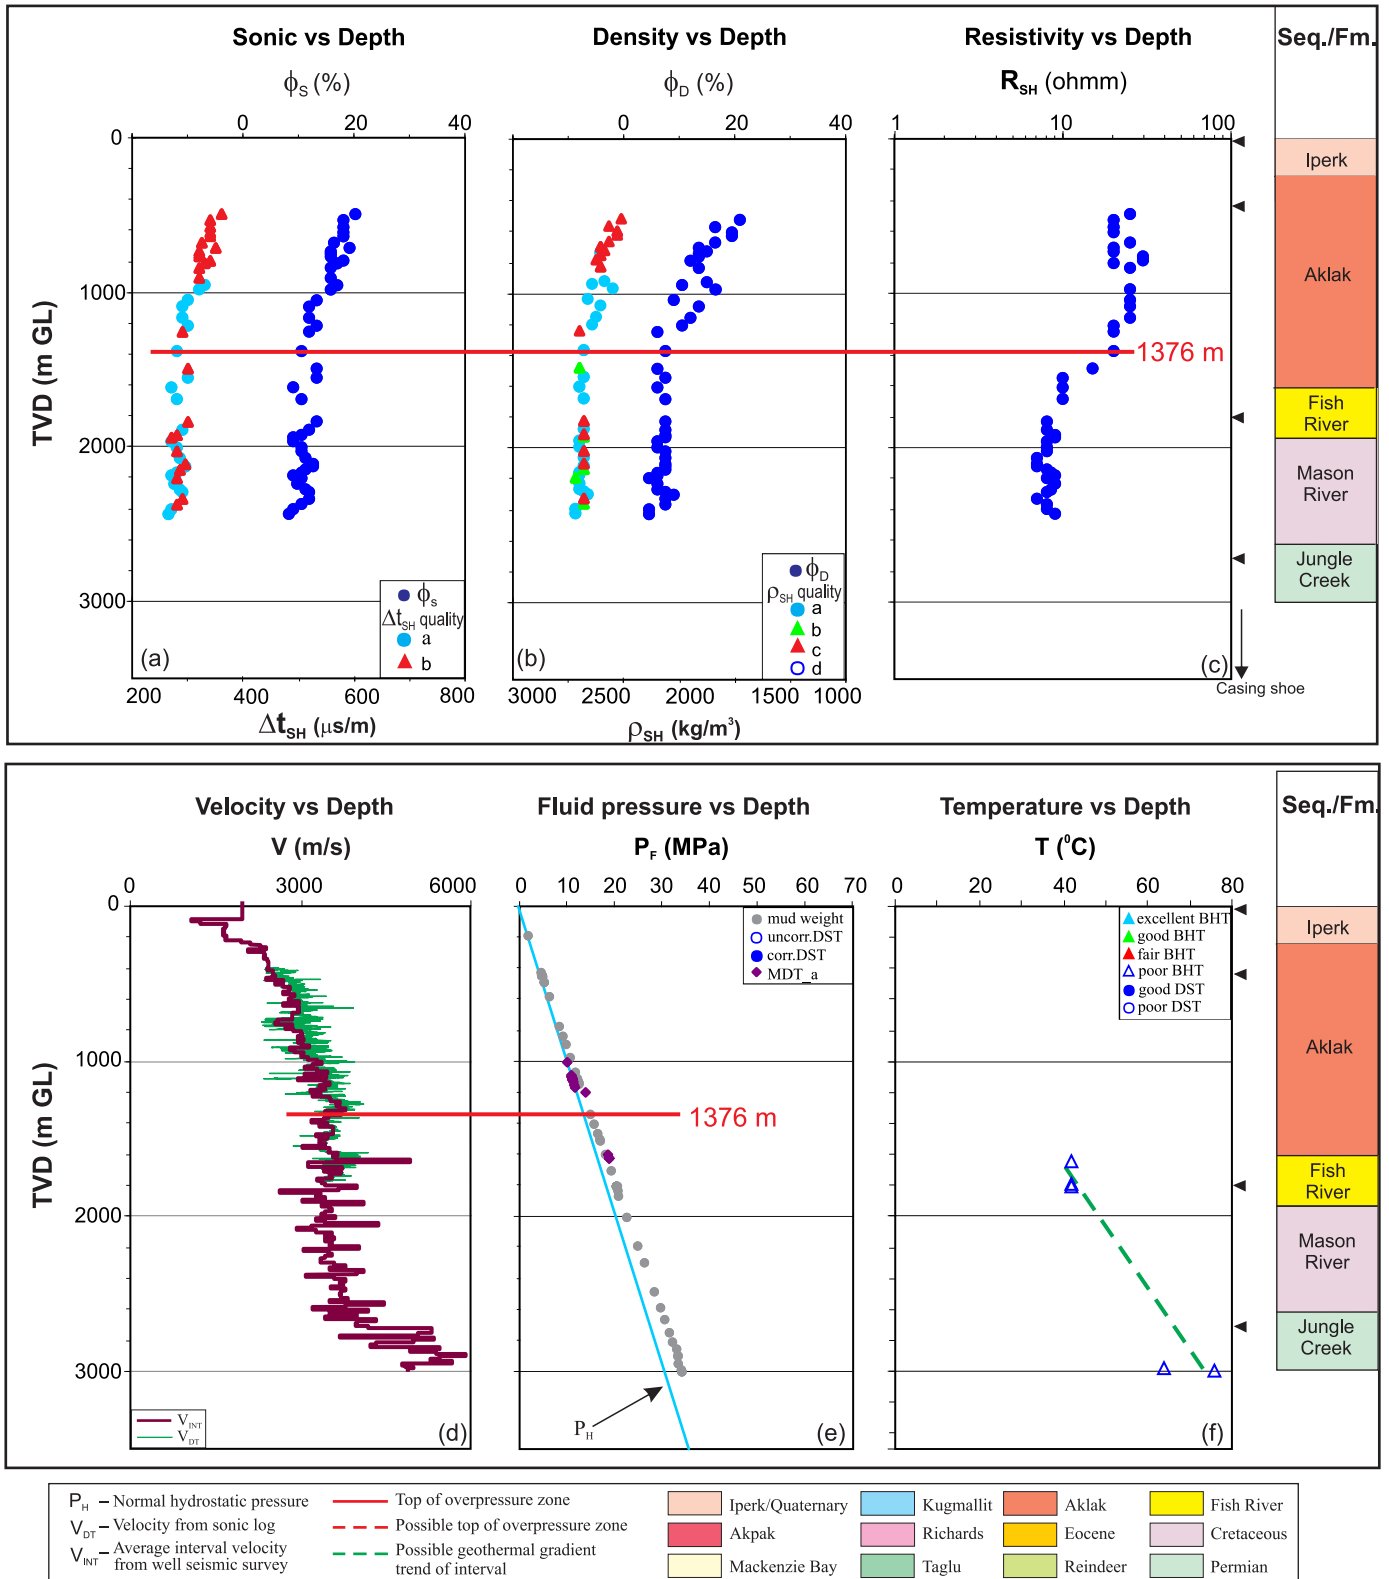 Sonic vs Depth
Density vs Depth
Resistivity vs Depth
Seq./Fm.
ϕS (%)
ϕD (%)
RSH (ohmm)
0 20 40
0 20 40
1 10 100
0
1000
2000
3000
TVD (m GL)
1376 m
Iperk
Aklak
Fish
River
Mason
River
Jungle
Creek
ϕs
ΔtSH quality
a
b
(a)
ϕD
ρSH quality
a
b
c
d
(b)
(c)
Casing shoe
200 400 600 800
3000 2500 2000 1500 1000
ΔtSH (μs/m)
ρSH (kg/m³)
Velocity vs Depth
Fluid pressure vs Depth
Temperature vs Depth
Seq./Fm.
V (m/s)
PF (MPa)
T (⁰C)
0 3000 6000
0 10 20 30 40 50 60 70
0 20 40 60 80
0
1000
2000
3000
TVD (m GL)
mud weight
uncorr.DST
corr.DST
MDT_a
excellent BHT
good BHT
fair BHT
poor BHT
good DST
poor DST
1376 m
Iperk
Aklak
Fish
River
Mason
River
Jungle
Creek
VINT
VDT
(d)
PH
(e)
(f)
PH – Normal hydrostatic pressure
VDT – Velocity from sonic log
VINT – Average interval velocity
from well seismic survey
Top of overpressure zone
Possible top of overpressure zone
Possible geothermal gradient
trend of interval
Iperk/Quaternary Kugmallit Aklak Fish River
Akpak Richards Eocene Cretaceous
Mackenzie Bay Taglu Reindeer Permian